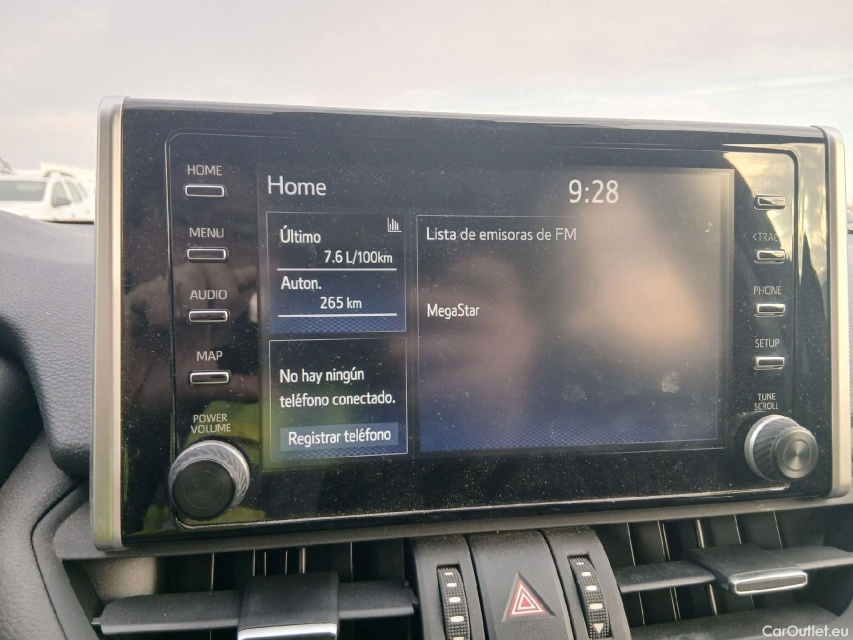 HOME
MENU
AUDIO
MAP
POWER
VOLUME
Home
9:28
Último
7.6 L/100km
Auton.
265 km
No hay ningún
teléfono conectado.
Registrar teléfono
Lista de emisoras de FM
MegaStar
<TRAC
PHONE
SETUP
TUNE
SCROLL
CarOutlet.eu